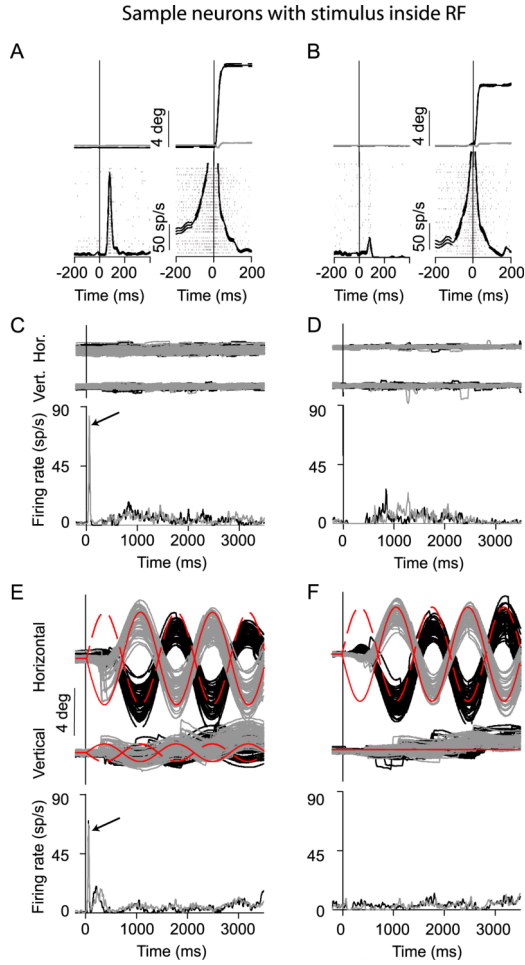 Sample neurons with stimulus inside RF
A
B
4 deg
4 deg
50 sp/s
50 sp/s
-200 0 200 400 -200 0 200
-200 0 200 400 -200 0 200
Time (ms) Time (ms)
Time (ms) Time (ms)
C
D
Vert. Hor.
90
90
Firing rate (sp/s)
45
45
0
0
0 1000 2000 3000
0 1000 2000 3000
Time (ms)
Time (ms)
E
F
Horizontal
4 deg
Vertical
90
90
Firing rate (sp/s)
45
45
0
0
0 1000 2000 3000
0 1000 2000 3000
Time (ms)
Time (ms)